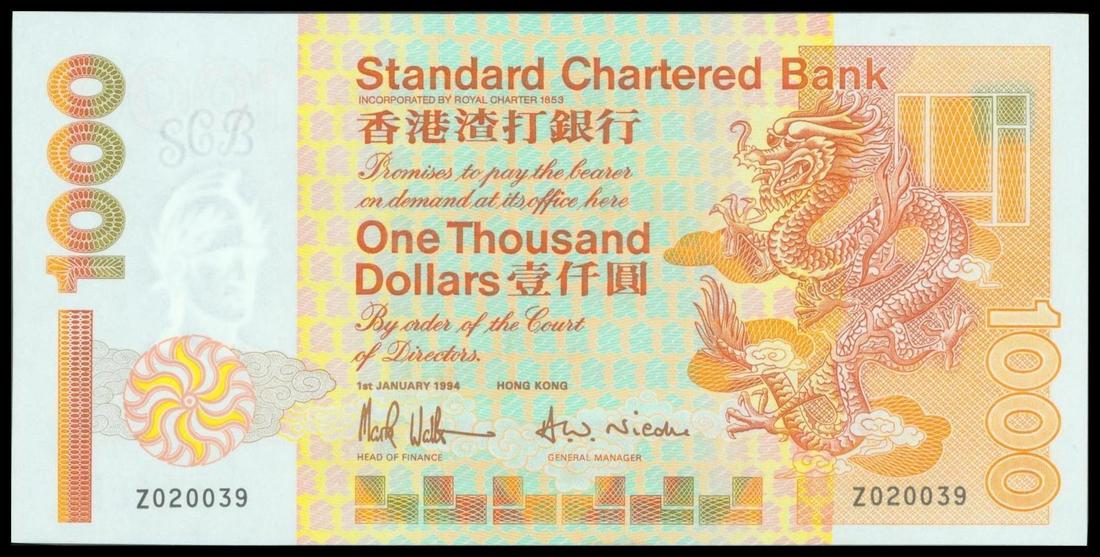 1000
SCB
Standard Chartered Bank
INCORPORATED BY ROYAL CHARTER 1853
香港渣打銀行
Promises to pay the bearer
on demand at its office here
One Thousand
Dollars 壹仟圓
By order of the Court
of Directors.
1st JANUARY 1994 HONG KONG
HEAD OF FINANCE GENERAL MANAGER
Z020039 Z020039
1000